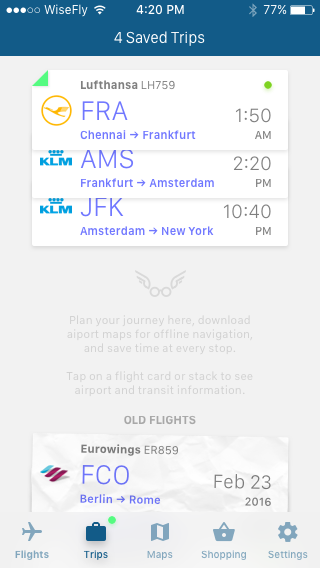 WiseFly 4:20 PM 77%
4 Saved Trips
Lufthansa LH759
FRA 1:50
Chennai → Frankfurt AM
KLM AMS 2:20
Frankfurt → Amsterdam PM
KLM JFK 10:40
Amsterdam → New York PM
Plan your journey here, download
aiport maps for offline navigation,
and save time at every stop.
Tap on a flight card or stack to see
airport and transit information.
OLD FLIGHTS
Eurowings ER859
FCO Feb 23
Berlin → Rome 2016
Flights Trips Maps Shopping Settings